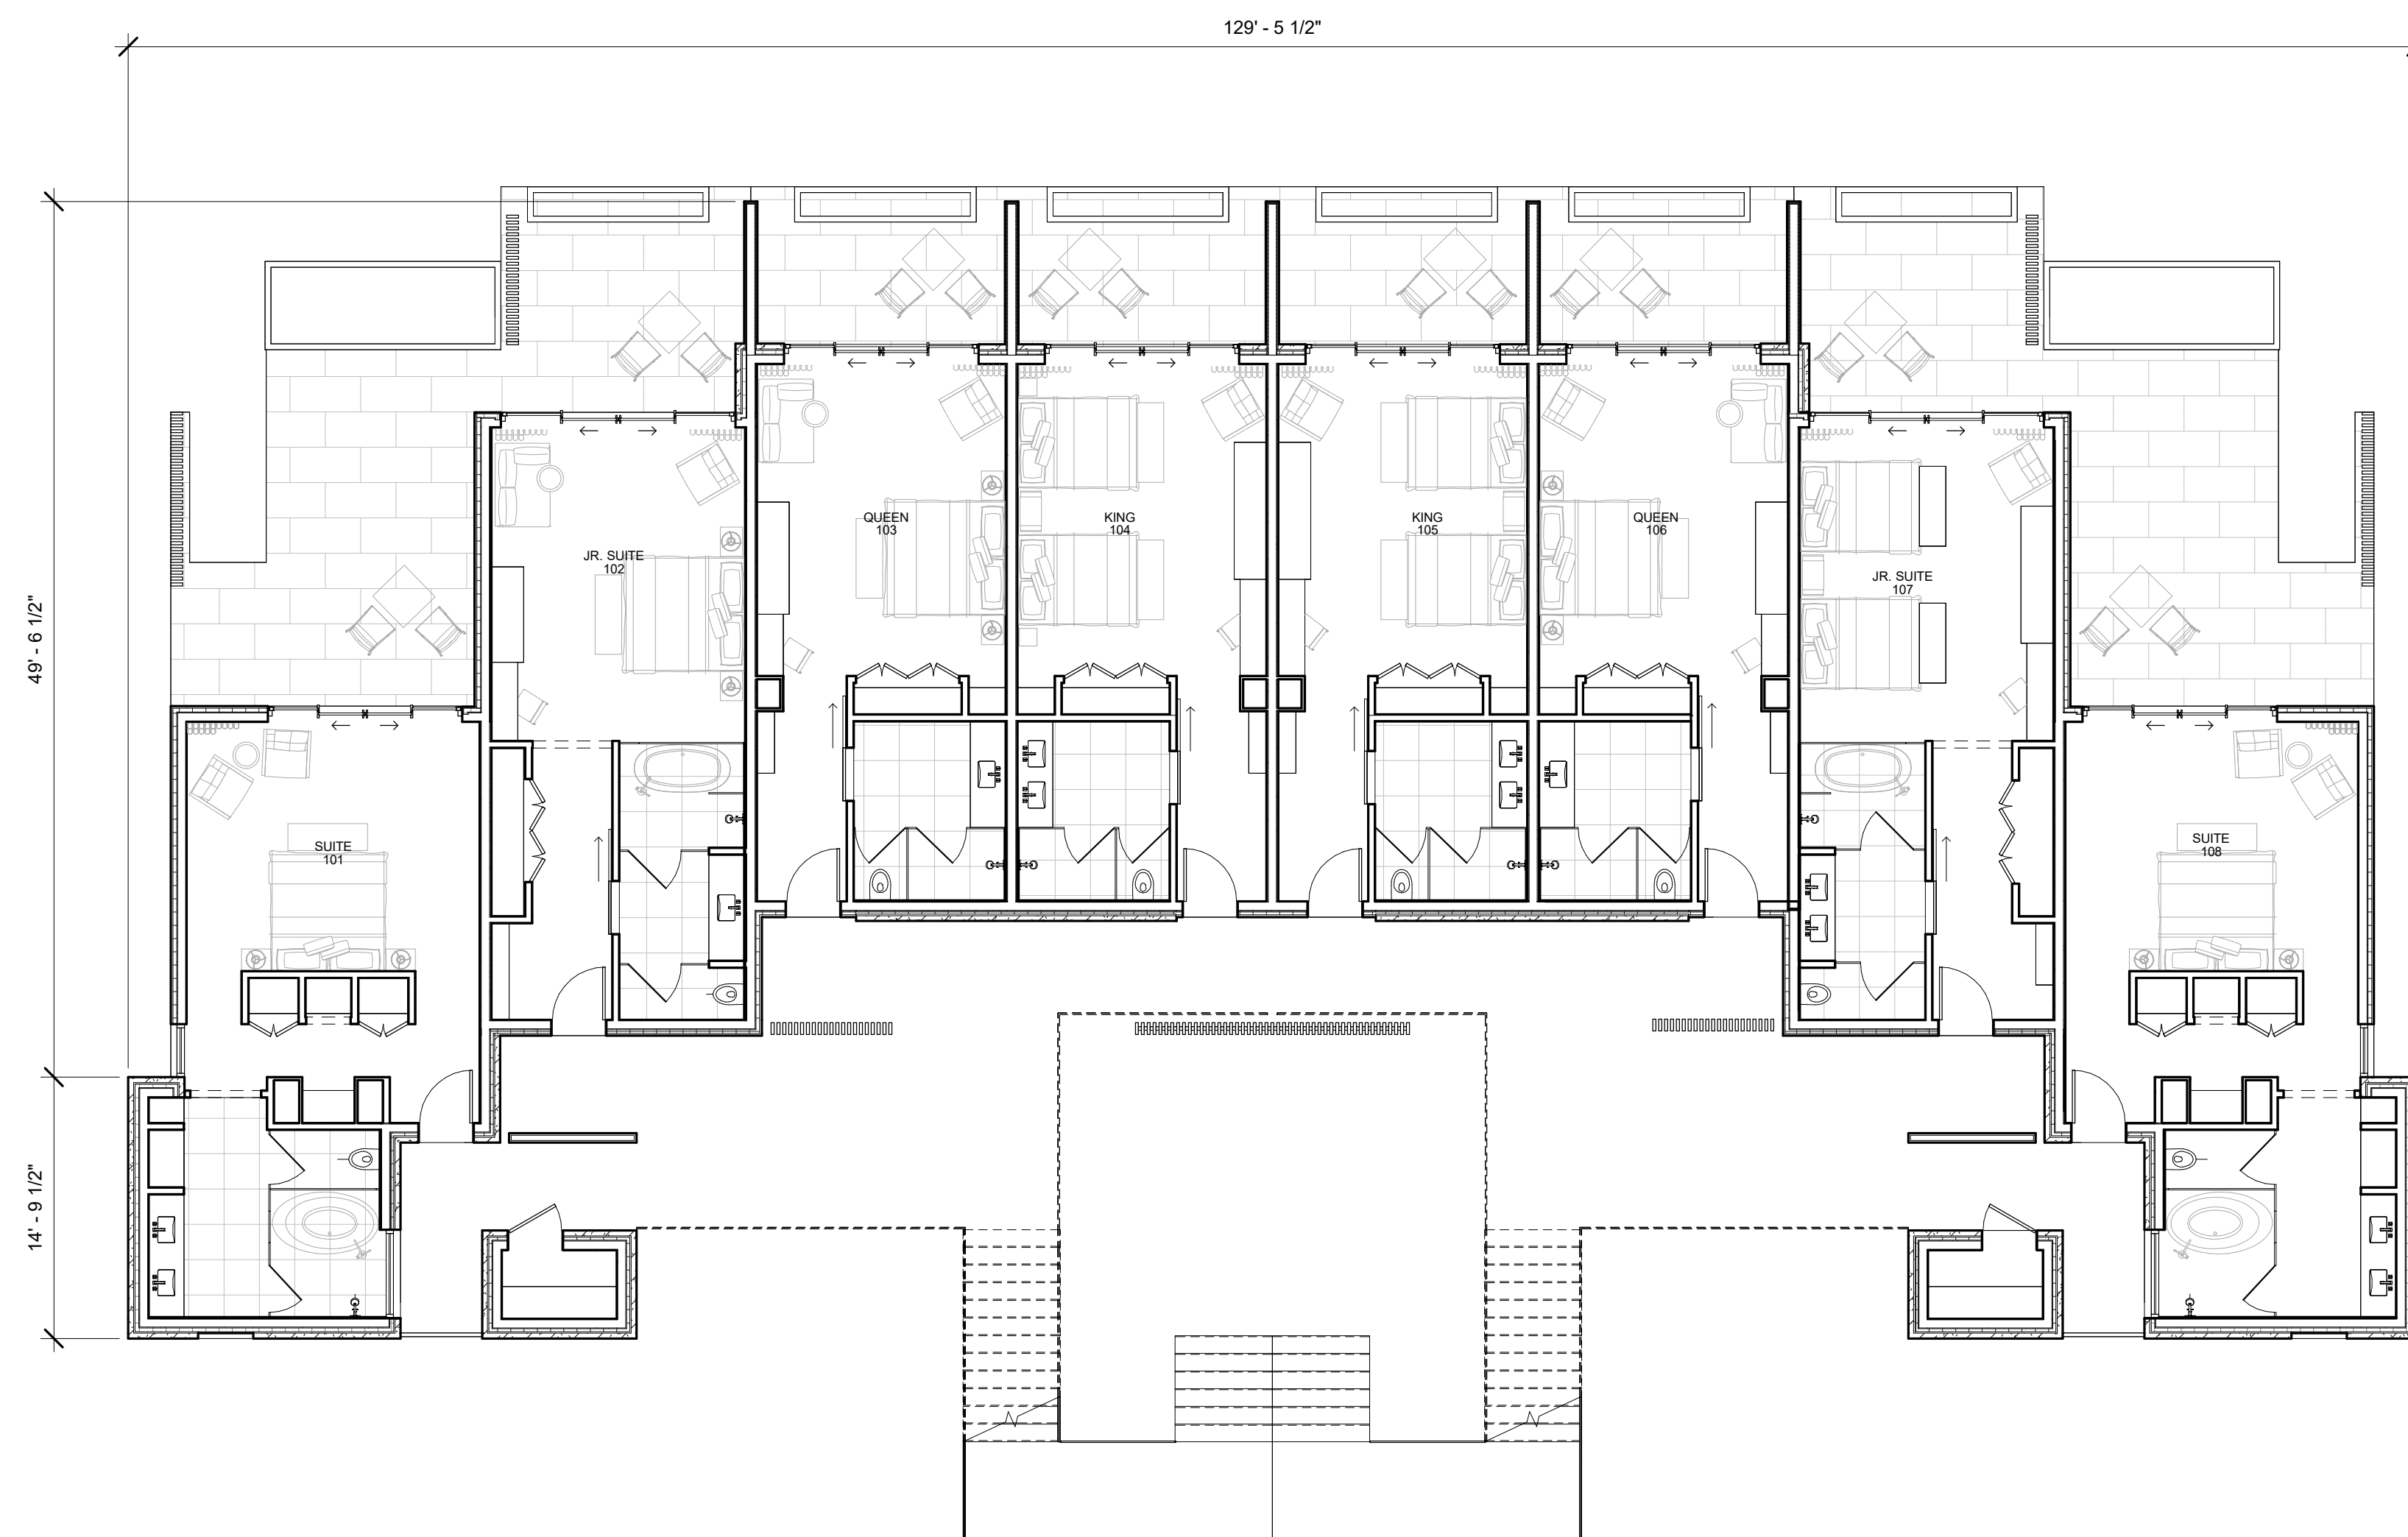 129' - 5 1/2"
QUEEN
103
KING
104
KING
105
QUEEN
106
JR. SUITE
102
JR. SUITE
107
49' - 6 1/2"
SUITE
101
SUITE
108
14' - 9 1/2"